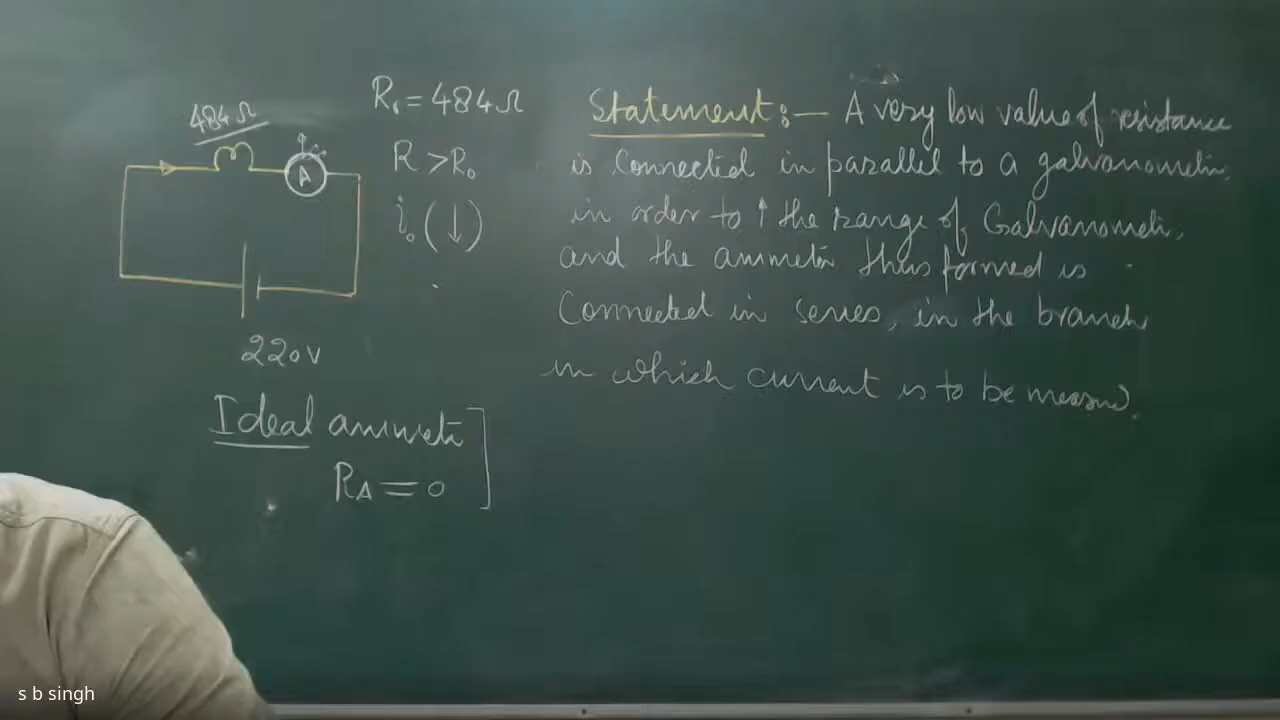 484Ω
A
220V
R₀ = 484Ω
R > R₀
i₀ (↓)
Ideal ammeter
R_A = 0
Statement :— A very low value of resistance
is connected in parallel to a galvanometer
in order to ↑ the range of Galvanometer,
and the ammeter thus formed is
Connected in series, in the branch,
in which current is to be measured.
s b singh